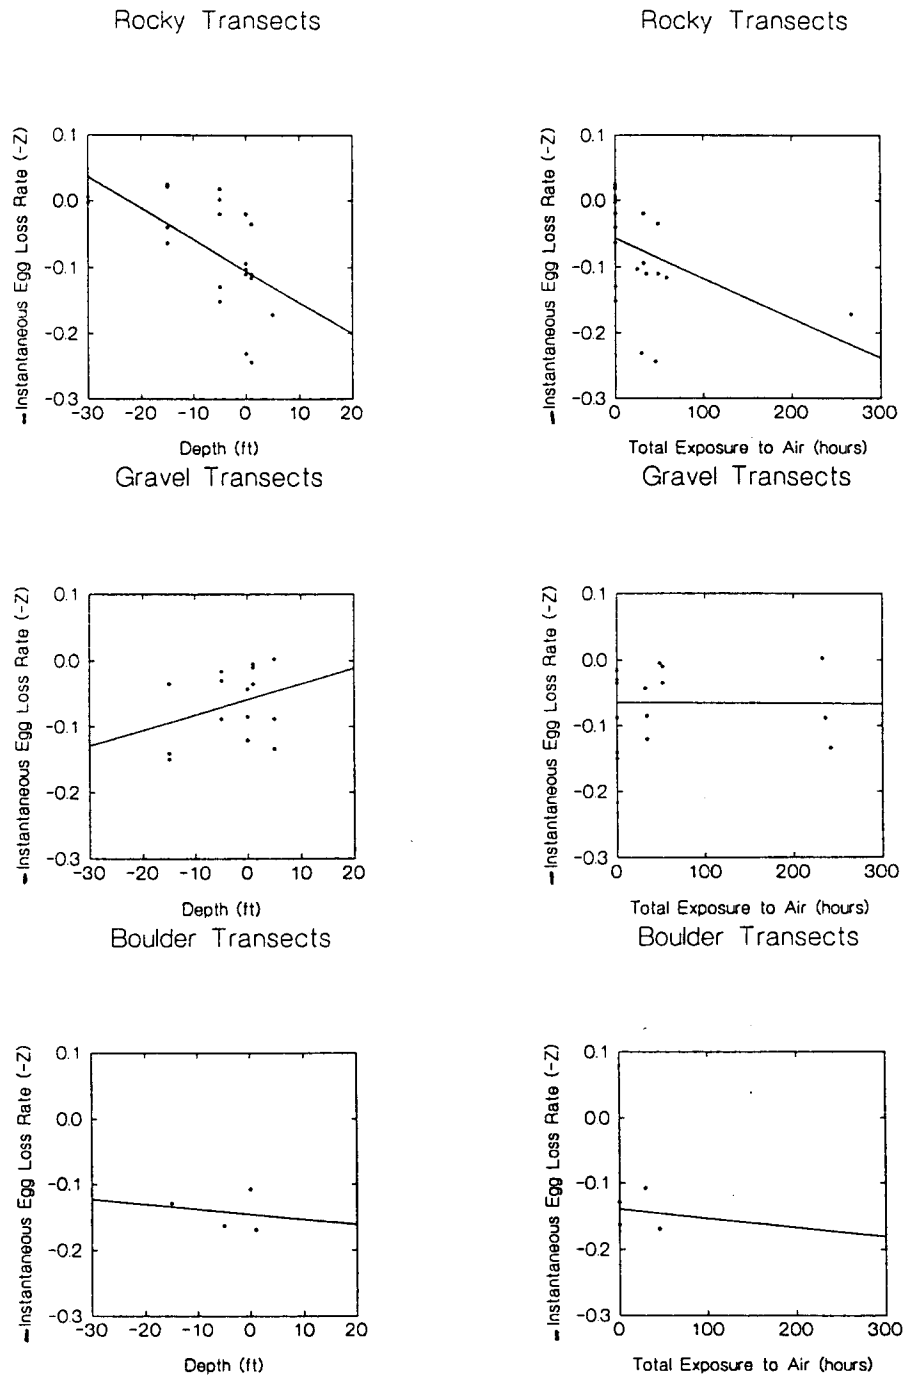 Rocky Transects
Rocky Transects
–Instantaneous Egg Loss Rate (-Z)
0.1
0.0
-0.1
-0.2
-0.3
-30 -20 -10 0 10 20
Depth (ft)
–Instantaneous Egg Loss Rate (-Z)
0.1
0.0
-0.1
-0.2
-0.3
0 100 200 300
Total Exposure to Air (hours)
Gravel Transects
Gravel Transects
–Instantaneous Egg Loss Rate (-Z)
0.1
0.0
-0.1
-0.2
-0.3
-30 -20 -10 0 10 20
Depth (ft)
–Instantaneous Egg Loss Rate (-Z)
0.1
0.0
-0.1
-0.2
-0.3
0 100 200 300
Total Exposure to Air (hours)
Boulder Transects
Boulder Transects
–Instantaneous Egg Loss Rate (-Z)
0.1
0.0
-0.1
-0.2
-0.3
-30 -20 -10 0 10 20
Depth (ft)
–Instantaneous Egg Loss Rate (-Z)
0.1
0.0
-0.1
-0.2
-0.3
0 100 200 300
Total Exposure to Air (hours)